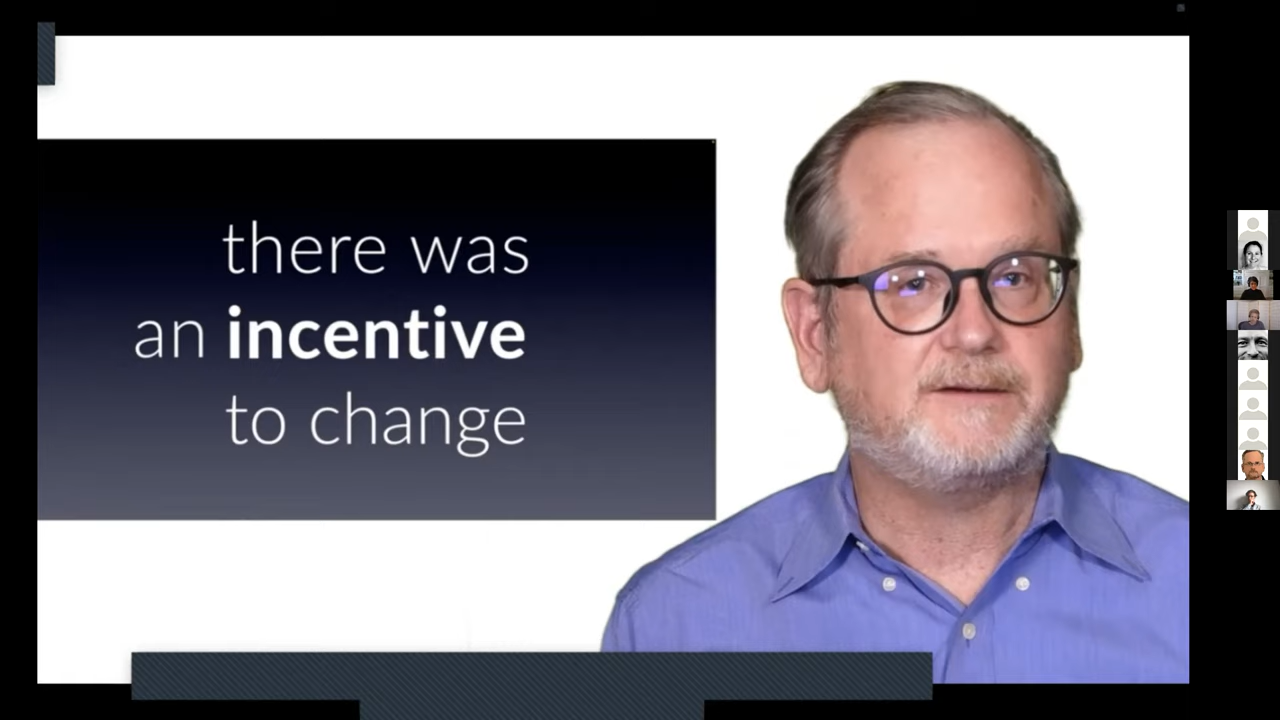 there was
an incentive
to change